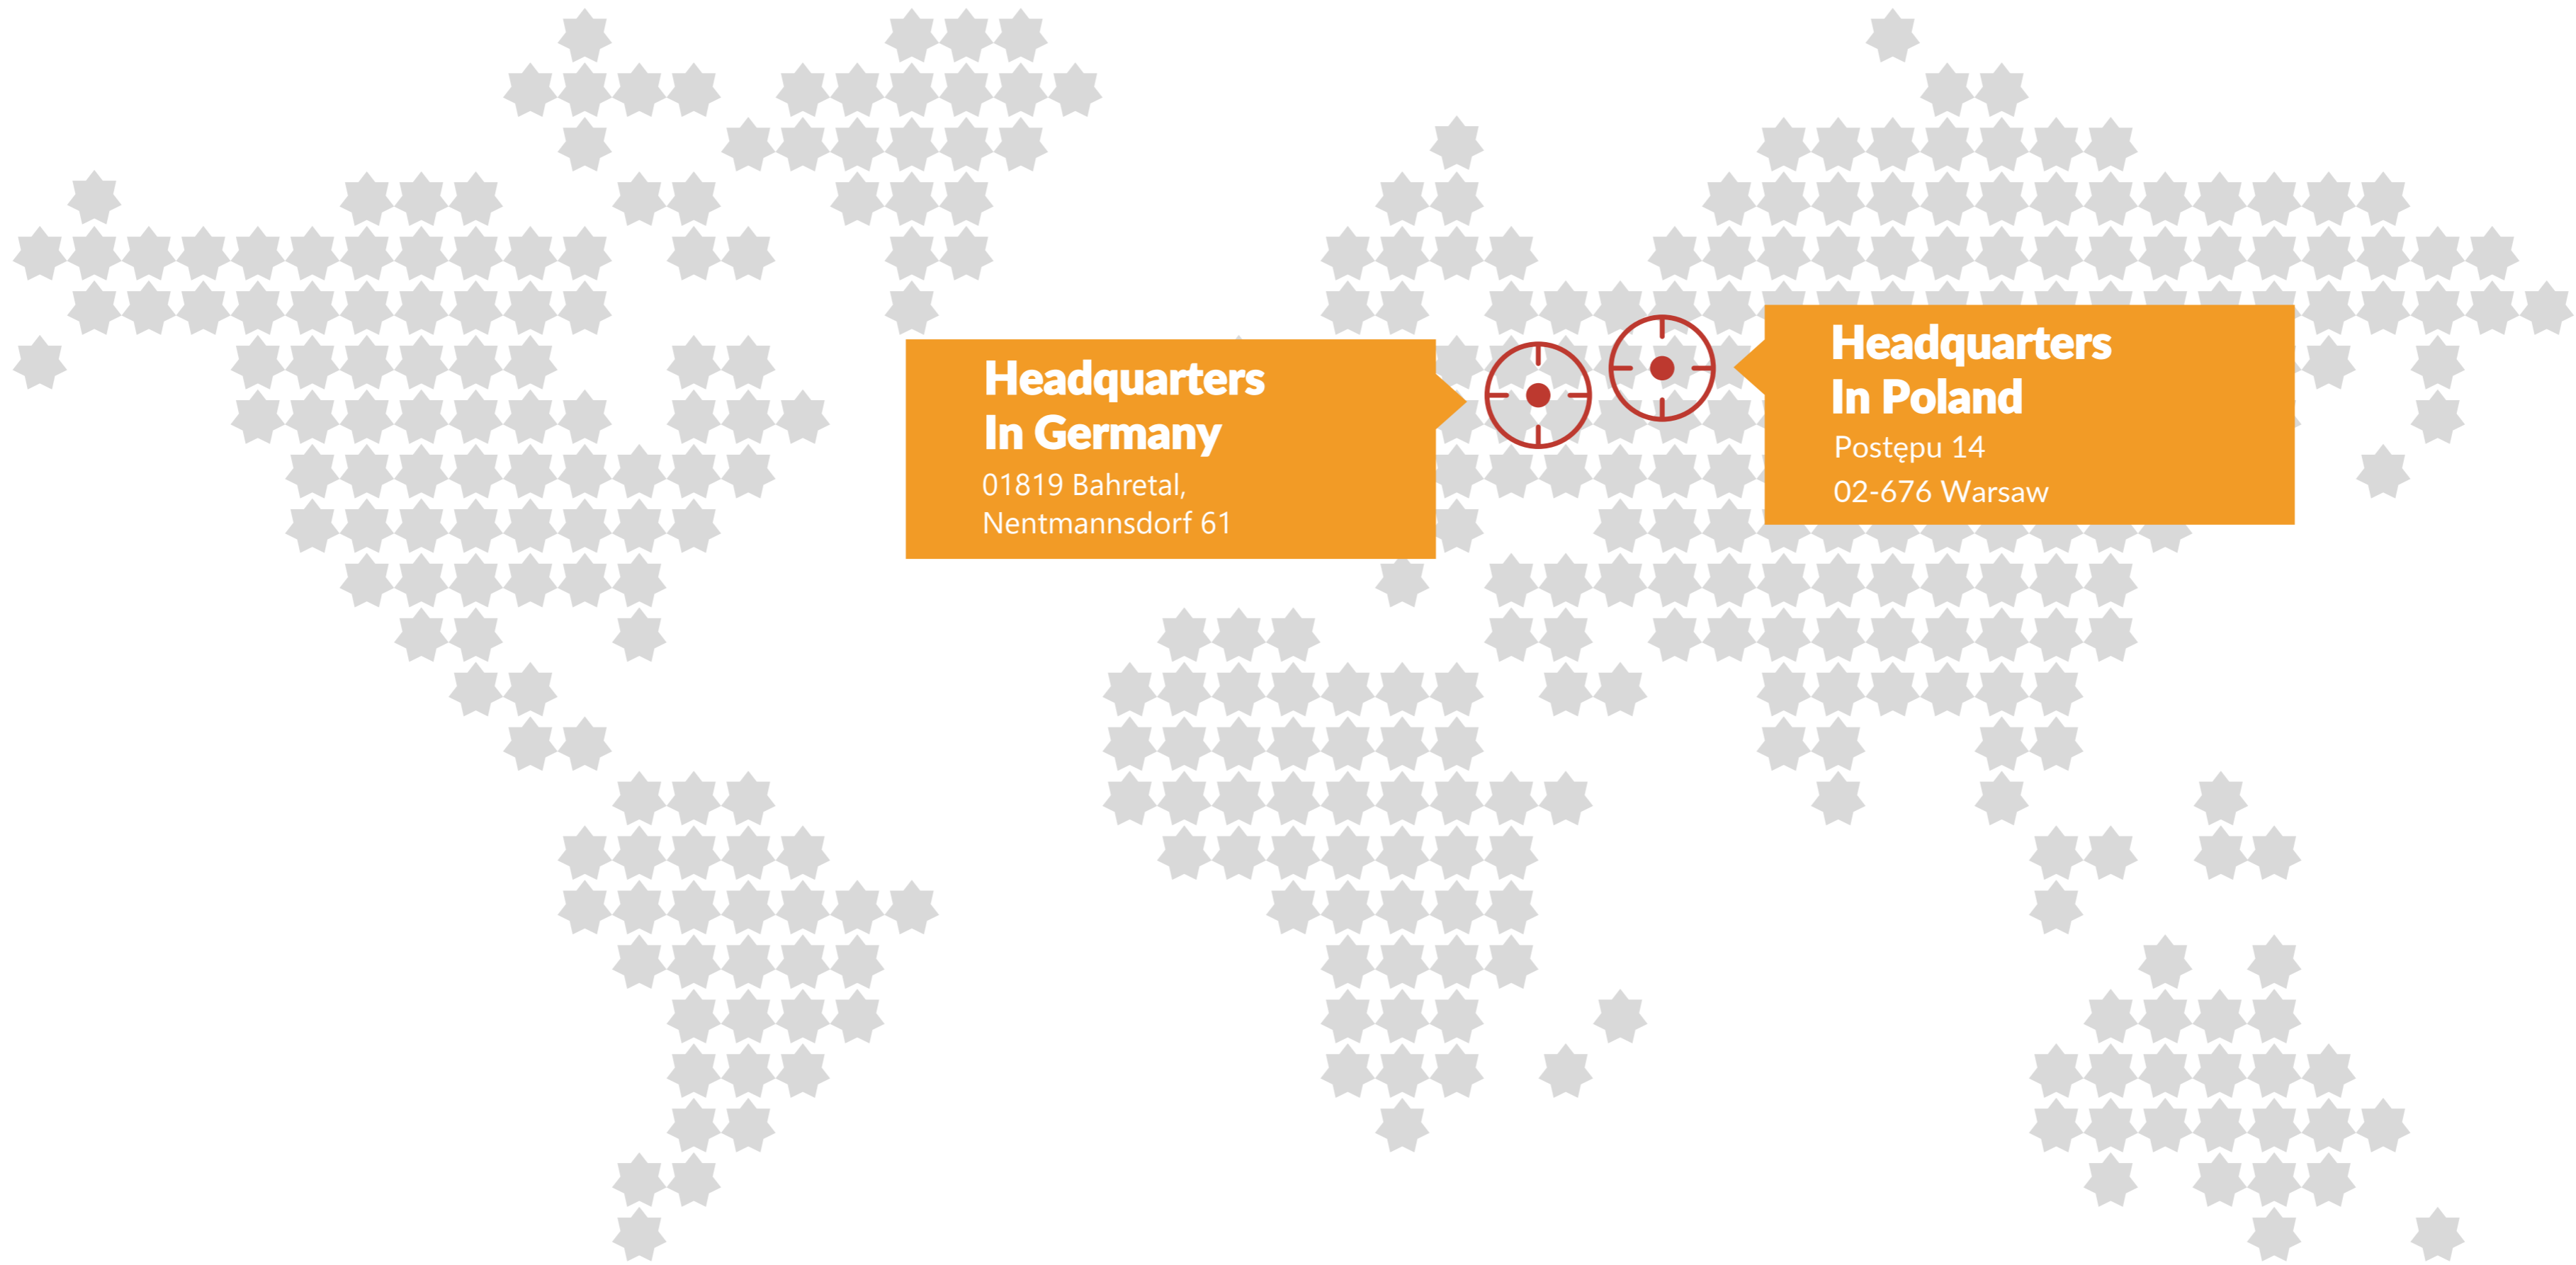 Headquarters
In Germany
01819 Bahretal,
Nentmannsdorf 61
Headquarters
In Poland
Postępu 14
02-676 Warsaw